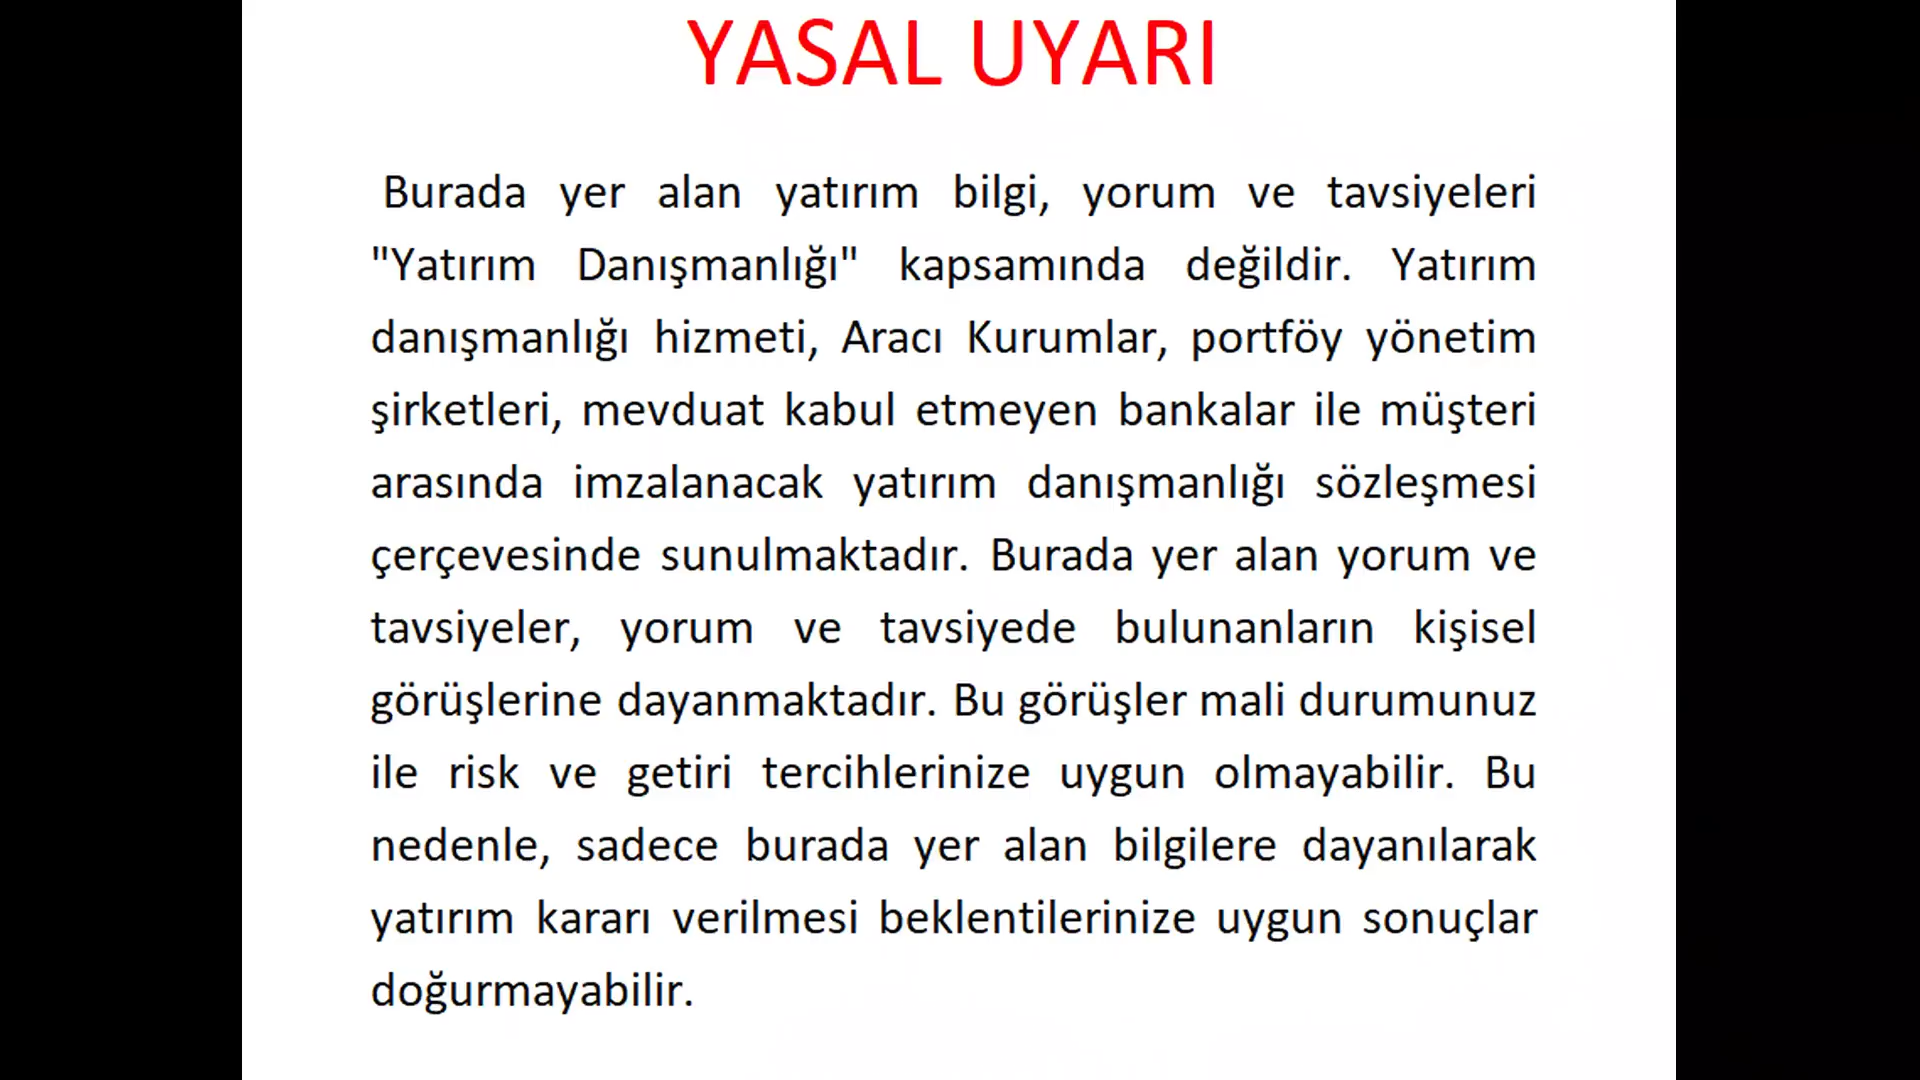 YASAL UYARI
Burada yer alan yatırım bilgi, yorum ve tavsiyeleri
"Yatırım Danışmanlığı" kapsamında değildir. Yatırım
danışmanlığı hizmeti, Aracı Kurumlar, portföy yönetim
şirketleri, mevduat kabul etmeyen bankalar ile müşteri
arasında imzalanacak yatırım danışmanlığı sözleşmesi
çerçevesinde sunulmaktadır. Burada yer alan yorum ve
tavsiyeler, yorum ve tavsiyede bulunanların kişisel
görüşlerine dayanmaktadır. Bu görüşler mali durumunuz
ile risk ve getiri tercihlerinize uygun olmayabilir. Bu
nedenle, sadece burada yer alan bilgilere dayanılarak
yatırım kararı verilmesi beklentilerinize uygun sonuçlar
doğurmayabilir.